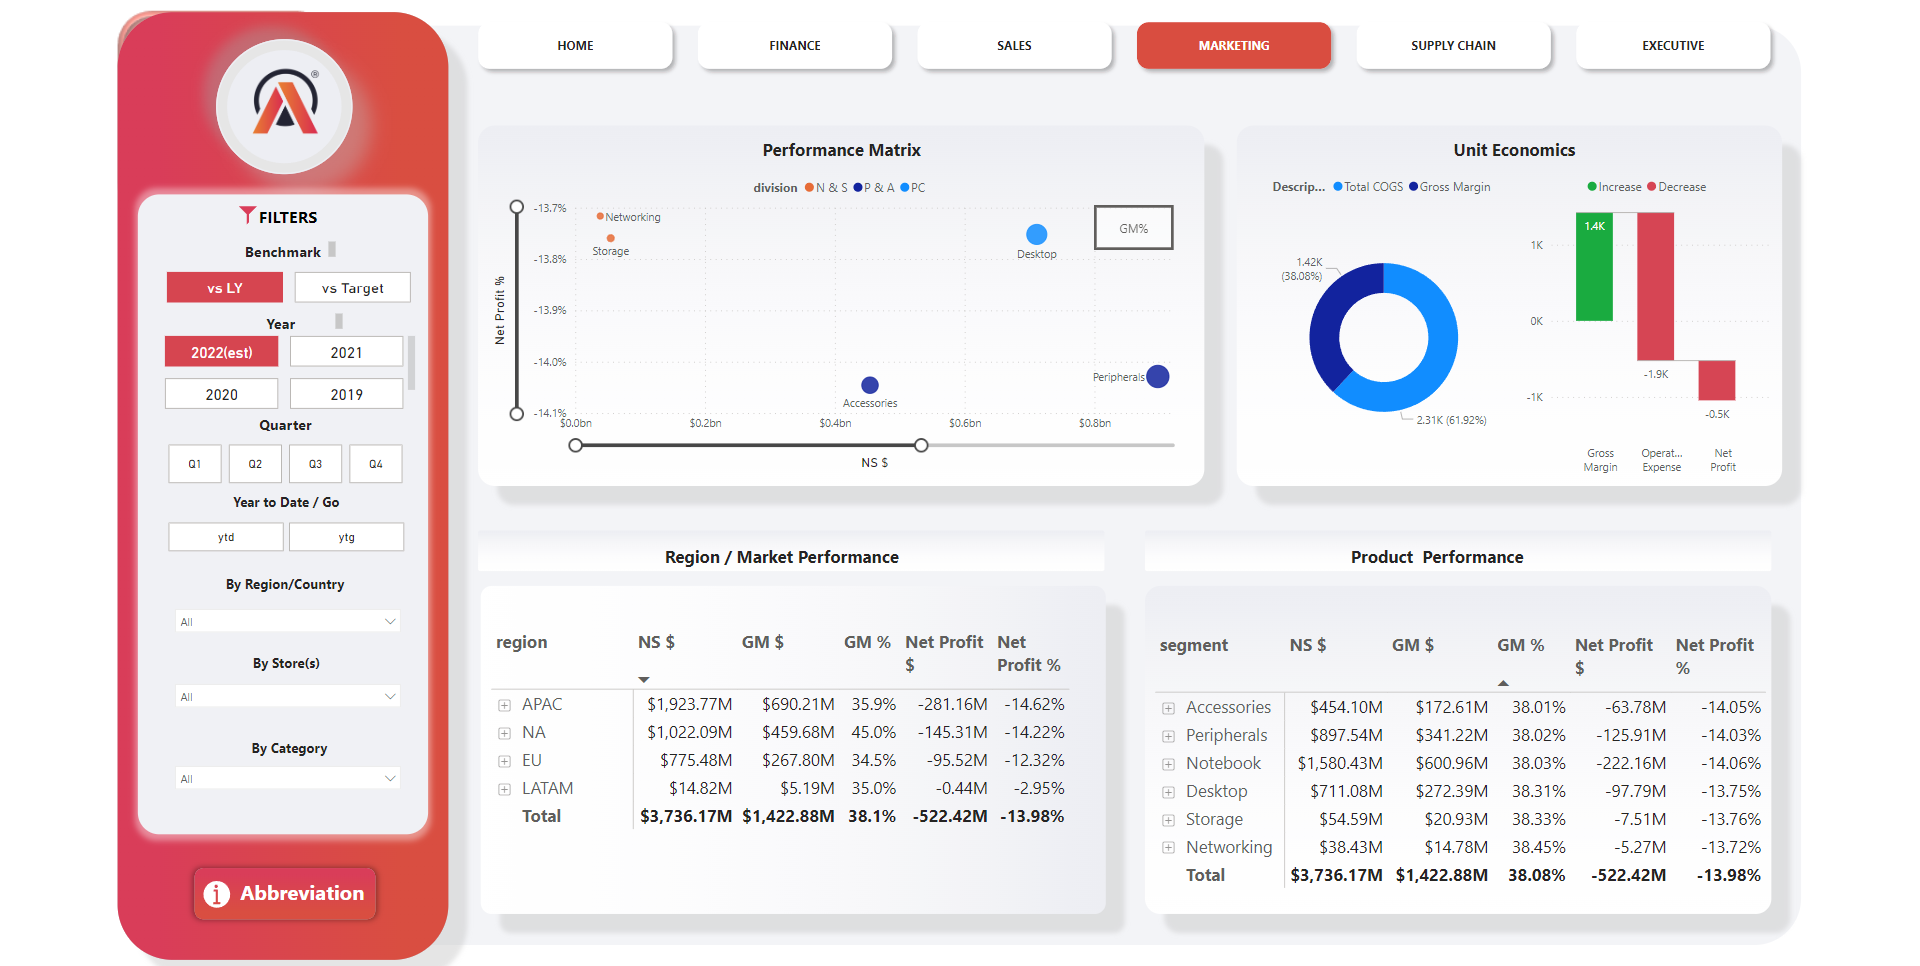 HOME
FINANCE
SALES
MARKETING
SUPPLY CHAIN
EXECUTIVE
®
FILTERS
Benchmark
vs LY
vs Target
Year
2022(est)
2021
2020
2019
Quarter
Q1
Q2
Q3
Q4
Year to Date / Go
ytd
ytg
By Region/Country
All
By Store(s)
All
By Category
All
i Abbreviation
Performance Matrix
division N & S P & A PC
GM%
Net Profit %
-13.7%
-13.8%
-13.9%
-14.0%
-14.1%
Networking
Storage
Desktop
Peripherals
Accessories
$0.0bn
$0.2bn
$0.4bn
$0.6bn
$0.8bn
NS $
Unit Economics
Descrip... Total COGS Gross Margin
1.42K
(38.08%)
2.31K (61.92%)
Increase Decrease
1K
0K
-1K
1.4K
-1.9K
-0.5K
Gross
Margin
Operat...
Expense
Net
Profit
Region / Market Performance
region NS $ GM $ GM % Net Profit $ Net Profit %
APAC $1,923.77M $690.21M 35.9% -281.16M -14.62%
NA $1,022.09M $459.68M 45.0% -145.31M -14.22%
EU $775.48M $267.80M 34.5% -95.52M -12.32%
LATAM $14.82M $5.19M 35.0% -0.44M -2.95%
Total $3,736.17M $1,422.88M 38.1% -522.42M -13.98%
Product Performance
segment NS $ GM $ GM % Net Profit $ Net Profit %
Accessories $454.10M $172.61M 38.01% -63.78M -14.05%
Peripherals $897.54M $341.22M 38.02% -125.91M -14.03%
Notebook $1,580.43M $600.96M 38.03% -222.16M -14.06%
Desktop $711.08M $272.39M 38.31% -97.79M -13.75%
Storage $54.59M $20.93M 38.33% -7.51M -13.76%
Networking $38.43M $14.78M 38.45% -5.27M -13.72%
Total $3,736.17M $1,422.88M 38.08% -522.42M -13.98%